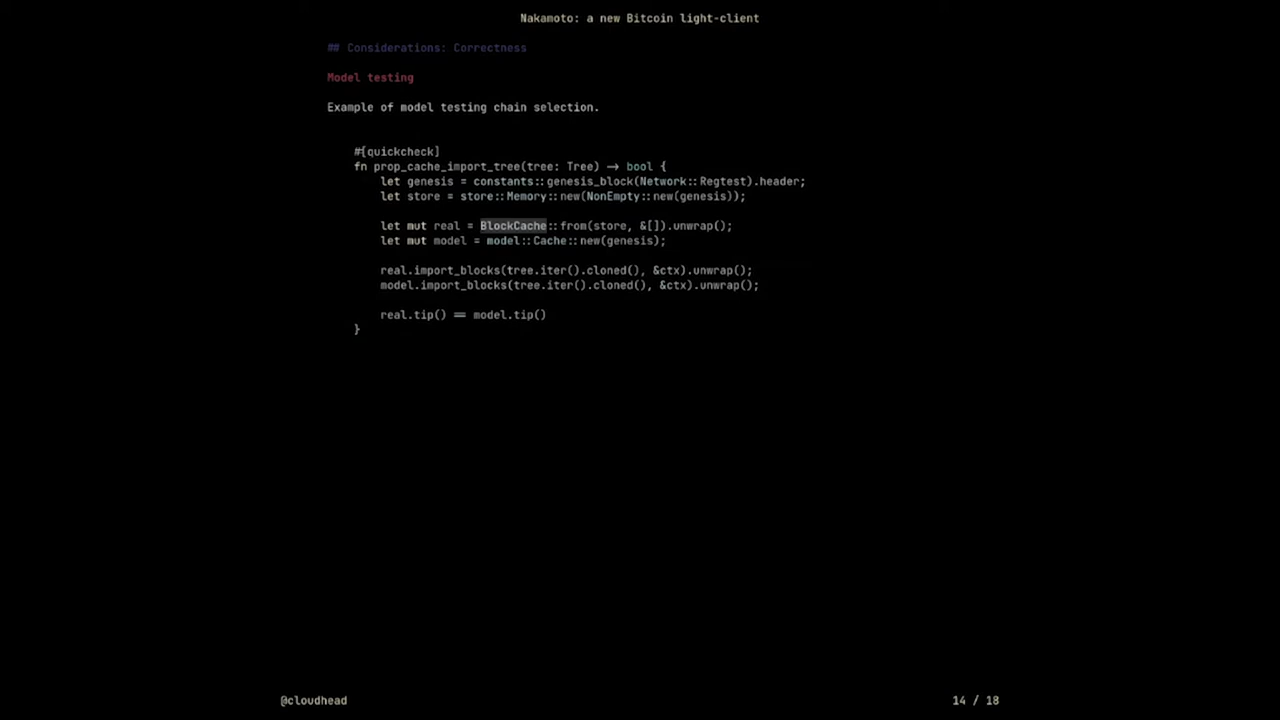 Nakamoto: a new Bitcoin light-client
## Considerations: Correctness
Model testing
Example of model testing chain selection.
#[quickcheck]
fn prop_cache_import_tree(tree: Tree) → bool {
let genesis = constants::genesis_block(Network::Regtest).header;
let store = store::Memory::new(NonEmpty::new(genesis));
let mut real = BlockCache::from(store, &[]).unwrap();
let mut model = model::Cache::new(genesis);
real.import_blocks(tree.iter().cloned(), &ctx).unwrap();
model.import_blocks(tree.iter().cloned(), &ctx).unwrap();
real.tip() == model.tip()
}
@cloudhead
14 / 18